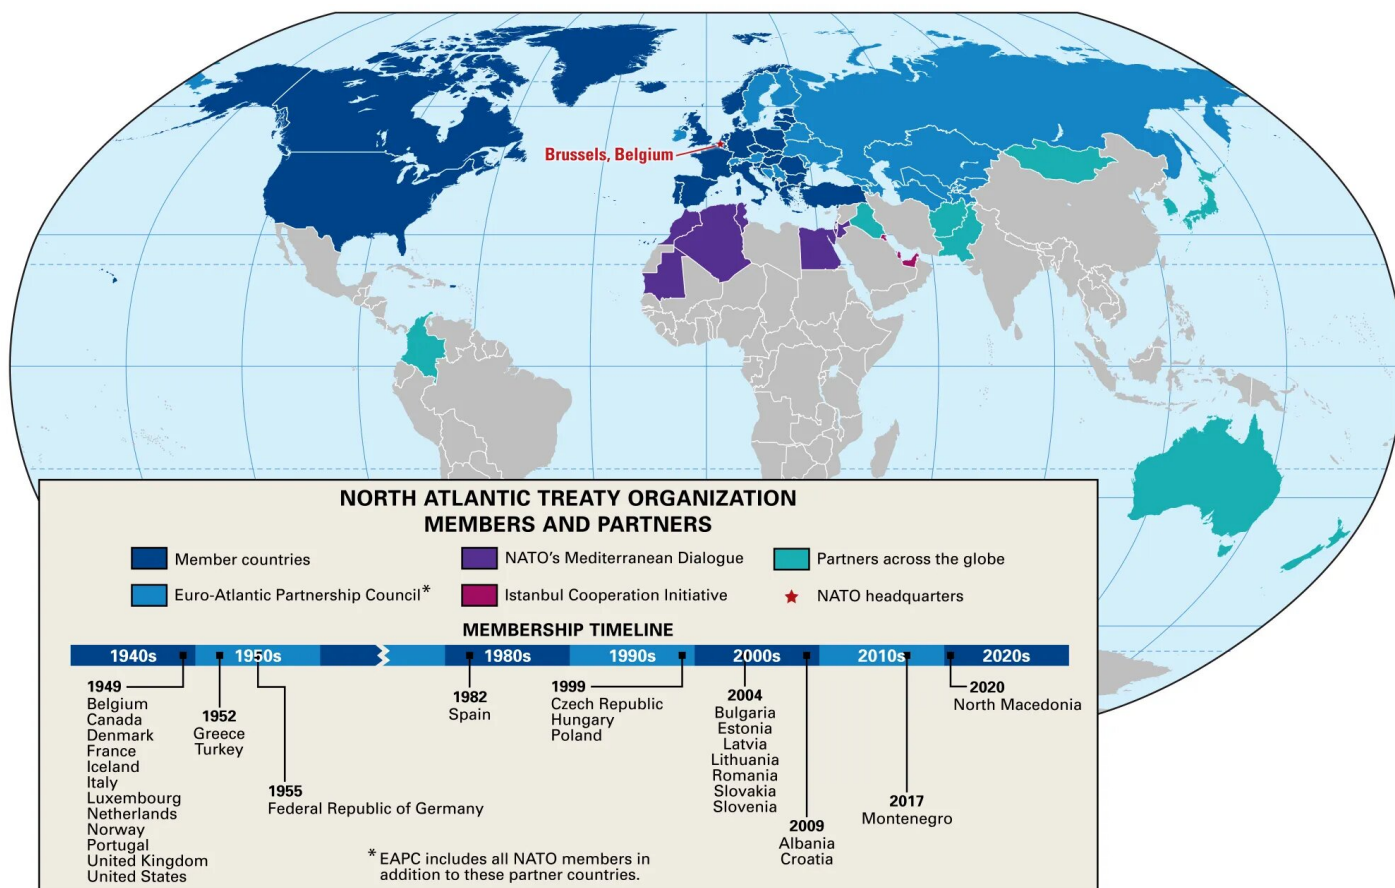 Brussels, Belgium
NORTH ATLANTIC TREATY ORGANIZATION
MEMBERS AND PARTNERS
Member countries
NATO’s Mediterranean Dialogue
Partners across the globe
Euro-Atlantic Partnership Council*
Istanbul Cooperation Initiative
NATO headquarters
MEMBERSHIP TIMELINE
1940s
1950s
1980s
1990s
2000s
2010s
2020s
1949
Belgium
Canada
Denmark
France
Iceland
Italy
Luxembourg
Netherlands
Norway
Portugal
United Kingdom
United States
1952
Greece
Turkey
1955
Federal Republic of Germany
1982
Spain
1999
Czech Republic
Hungary
Poland
2004
Bulgaria
Estonia
Latvia
Lithuania
Romania
Slovakia
Slovenia
2009
Albania
Croatia
2017
Montenegro
2020
North Macedonia
* EAPC includes all NATO members in
addition to these partner countries.